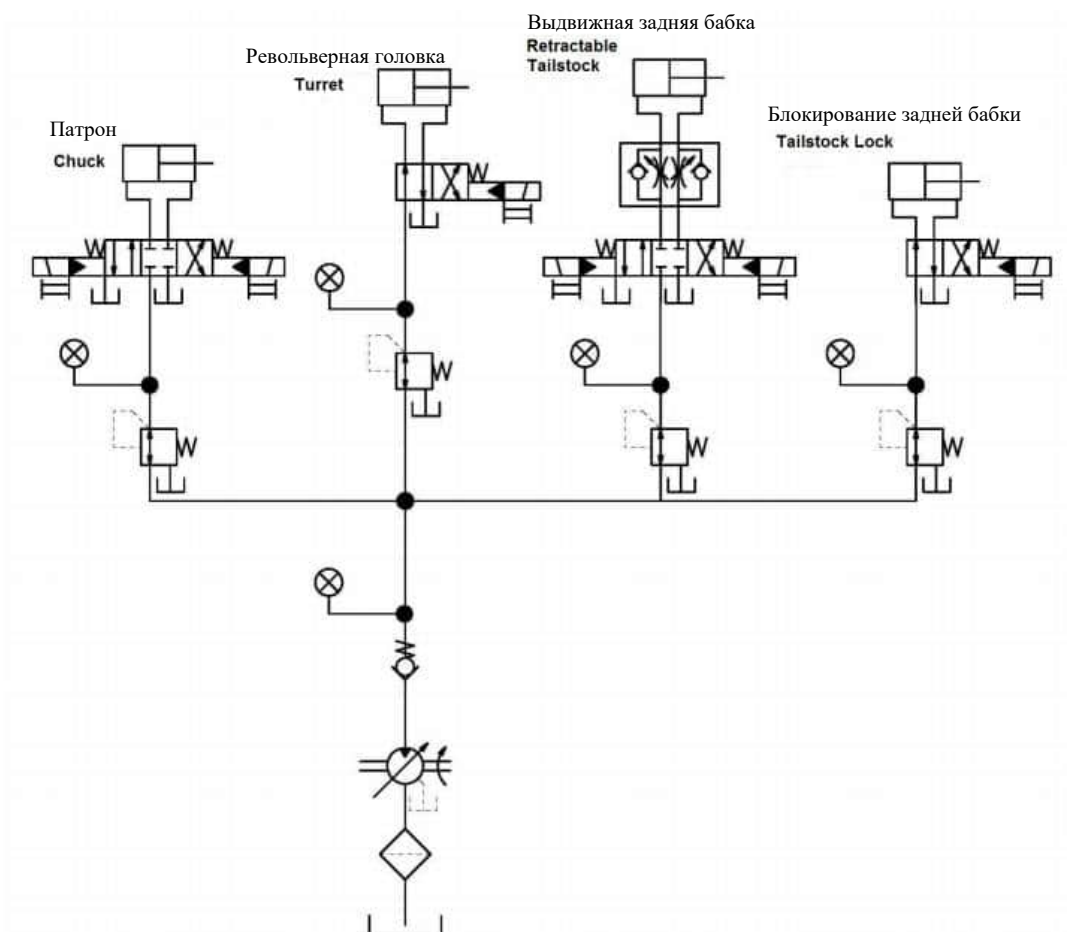 Выдвижная задняя бабка
Retractable
Tailstock
Револьверная головка
Turret
Блокирование задней бабки
Tailstock Lock
Патрон
Chuck